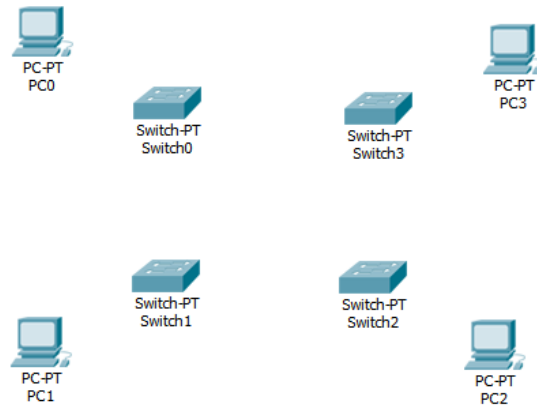 PC-PT
PC0
PC-PT
PC3
Switch-PT
Switch0
Switch-PT
Switch3
Switch-PT
Switch1
Switch-PT
Switch2
PC-PT
PC1
PC-PT
PC2